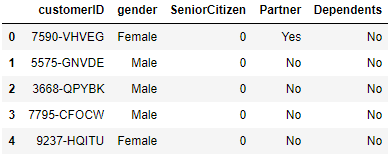 customerID gender SeniorCitizen Partner Dependents
0 7590-VHVEG Female 0 Yes No
1 5575-GNVDE Male 0 No No
2 3668-QPYBK Male 0 No No
3 7795-CFOCW Male 0 No No
4 9237-HQITU Female 0 No No